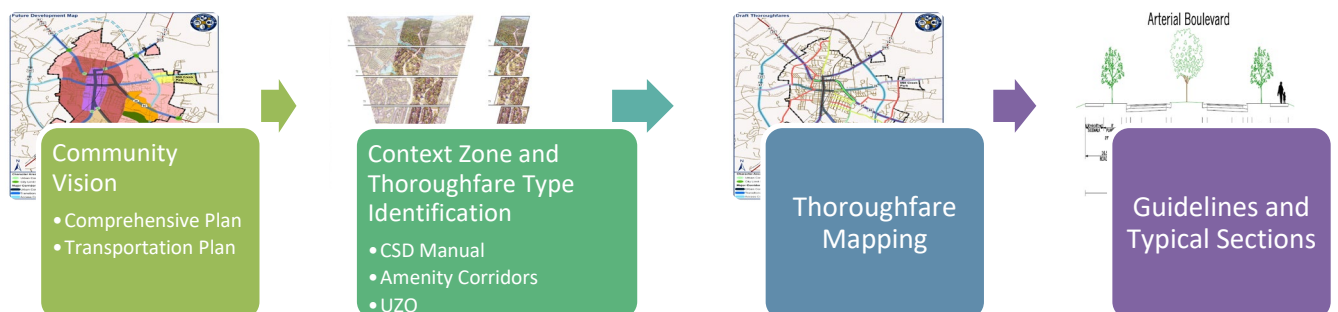 Future Development Map
Community
Vision
• Comprehensive Plan
• Transportation Plan
Context Zone and
Thoroughfare Type
Identification
• CSD Manual
• Amenity Corridors
• UZO
Draft Thoroughfares
Thoroughfare
Mapping
Arterial Boulevard
Guidelines and
Typical Sections